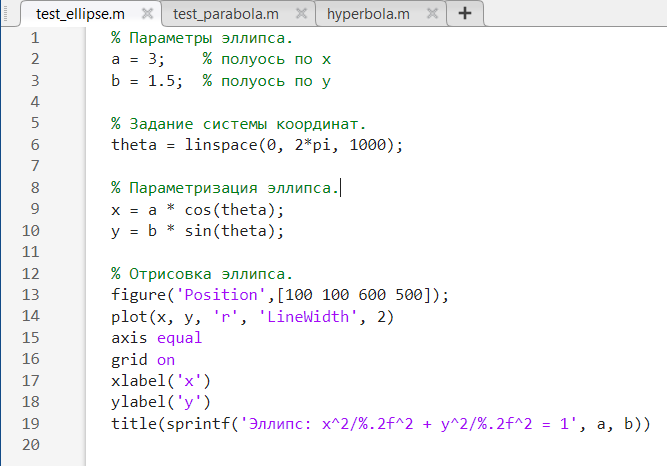 test_ellipse.m test_parabola.m hyperbola.m
1 % Параметры эллипса.
2 a = 3;    % полуось по x
3 b = 1.5;  % полуось по y
4
5 % Задание системы координат.
6 theta = linspace(0, 2*pi, 1000);
7
8 % Параметризация эллипса.
9 x = a * cos(theta);
10 y = b * sin(theta);
11
12 % Отрисовка эллипса.
13 figure('Position',[100 100 600 500]);
14 plot(x, y, 'r', 'LineWidth', 2)
15 axis equal
16 grid on
17 xlabel('x')
18 ylabel('y')
19 title(sprintf('Эллипс: x^2/%.2f^2 + y^2/%.2f^2 = 1', a, b))
20